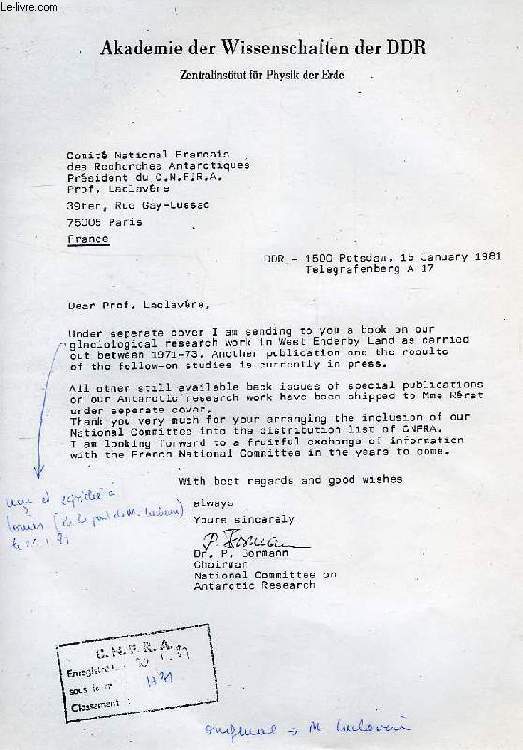 Le-livre.com
Akademie der Wissenschaften der DDR
Zentralinstitut für Physik der Erde
Comité National Francais
des Recherches Antarctiques
Président du C.N.F.R.A.
Prof. Laclavère
39ter, Rue Gay-Lussac
75005 Paris
France
DDR - 1500 Potsdam, 15 January 1981
Telegrafenberg A 17
Dear Prof. Laclavère,
Under seperate cover I am sending to you a book on our
glaciological research work in West Enderby Land as carried
out between 1971-73. Another publication and the results
of the follow-on studies is currently in press.
All other still available back issues of special publications
on our Antarctic research work have been shipped to Mme
under seperate cover.
Thank you very much for your arranging the inclusion of our
National Committee into the distribution list of CNFRA.
I am looking forward to a fruitful exchange of information
with the French National Committee in the years to come.
With best regards and good wishes
always
Yours sincerely
Dr. P. Bormann
Chairman
National Committee on
Antarctic Research
C.N.F.R.A.
Enregistré
sous le n°
Classement :
original → M